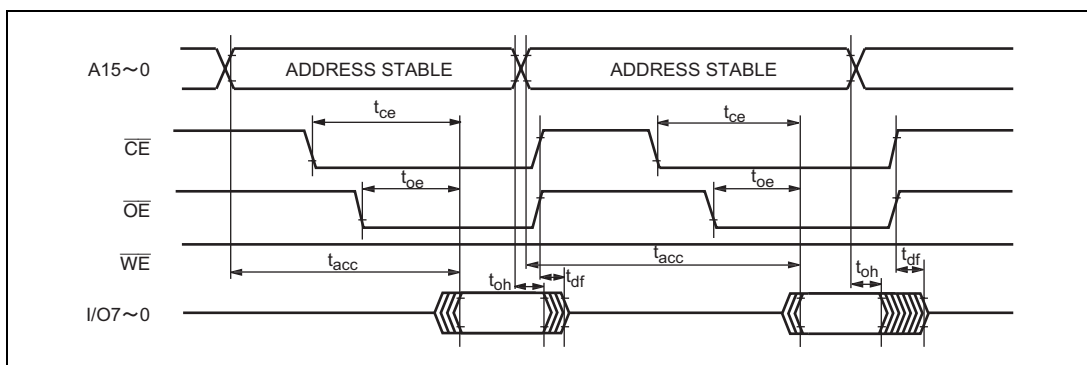 A15～0 ADDRESS STABLE ADDRESS STABLE
tce tce
CE
toe toe
OE
WE
tacc tacc
toh tdf toh tdf
I/O7～0